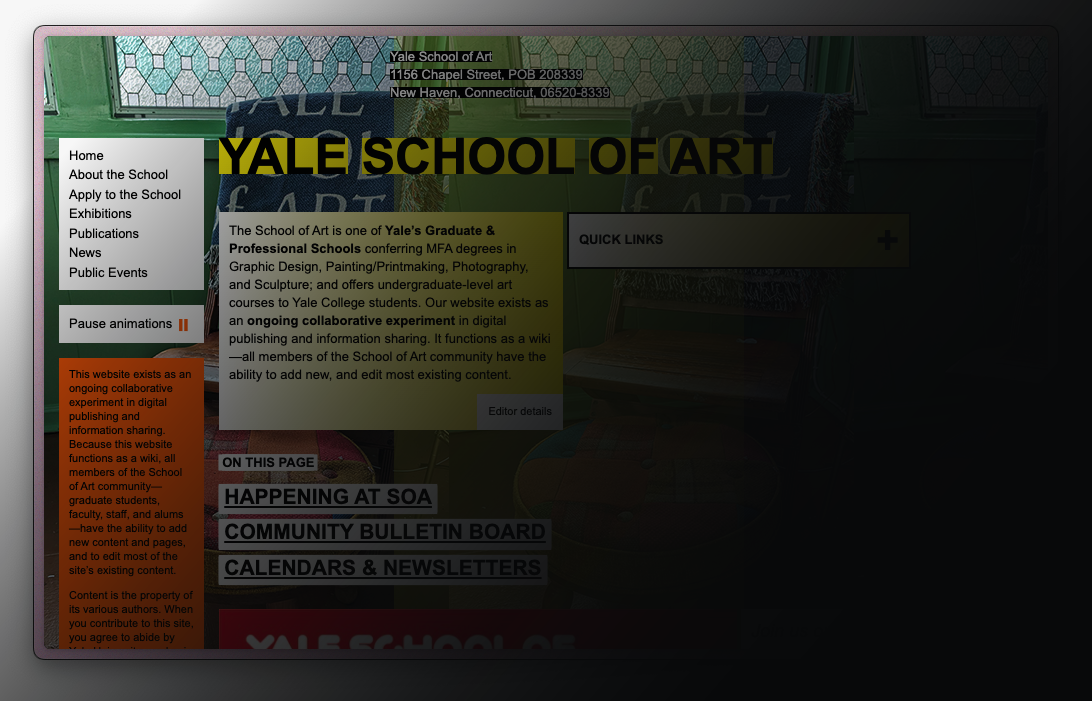 Yale School of Art
1156 Chapel Street, POB 208339
New Haven, Connecticut, 06520-8339
YALE SCHOOL OF ART
Home
About the School
Apply to the School
Exhibitions
Publications
News
Public Events
Pause animations
This website exists as an
ongoing collaborative
experiment in digital
publishing and
information sharing.
Because this website
functions as a wiki, all
members of the School
of Art community—
graduate students,
faculty, staff, and alums
—have the ability to add
new content and pages,
and to edit most of the
site's existing content.
Content is the property of
its various authors. When
you contribute to this site,
you agree to abide by
The School of Art is one of Yale's Graduate &
Professional Schools conferring MFA degrees in
Graphic Design, Painting/Printmaking, Photography,
and Sculpture; and offers undergraduate-level art
courses to Yale College students. Our website exists as
an ongoing collaborative experiment in digital
publishing and information sharing. It functions as a wiki
—all members of the School of Art community have the
ability to add new, and edit most existing content.
Editor details
QUICK LINKS
ON THIS PAGE
HAPPENING AT SOA
COMMUNITY BULLETIN BOARD
CALENDARS & NEWSLETTERS
YALE SCHOOL OF
YALE
f ART
YALE
f ART